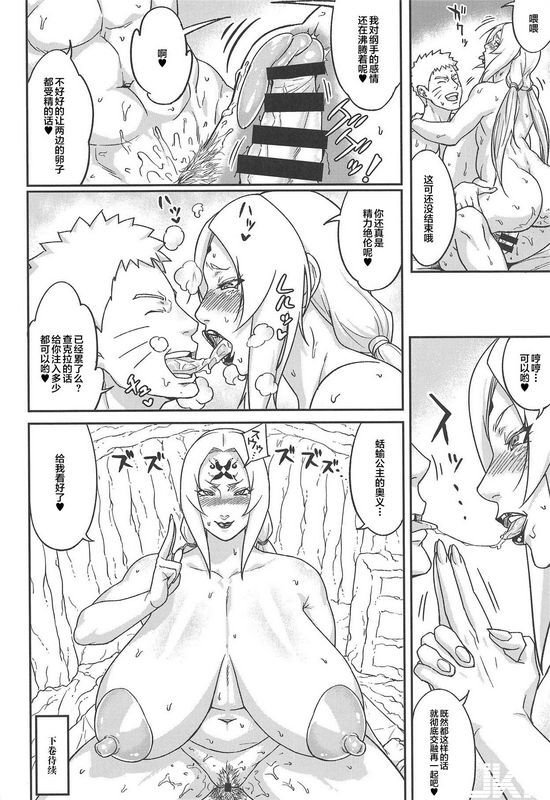 喂喂
这可还没结束哦
我对纲手的感情
还在沸腾着呢♥
啊♥
不好好的让两边的卵子
都受精的话♥
哼哼…
可以哟♥
你还真是
精力绝伦呢♥
已经累了么？
查克拉的话
给你注入多少
都可以哟♥
既然都这样的话
就彻底交融再
一起吧♥
蛞蝓公主的奥义…
给我看好了♥
ズズズ
ズズ
下卷待续